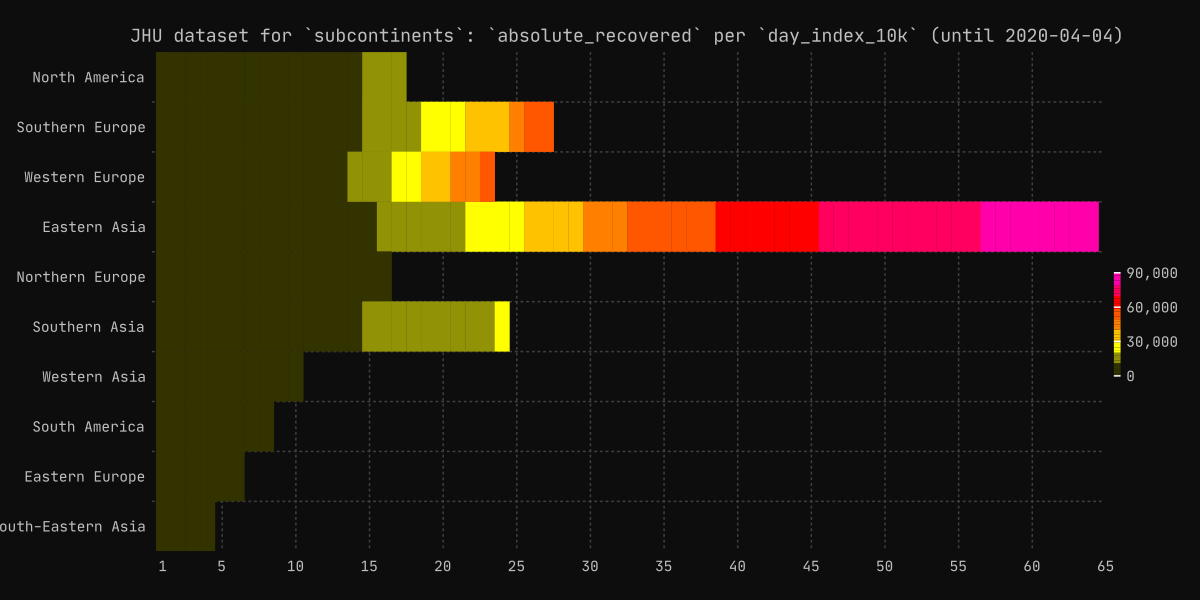 JHU dataset for `subcontinents`: `absolute_recovered` per `day_index_10k` (until 2020-04-04)
North America
Southern Europe
Western Europe
Eastern Asia
Northern Europe
Southern Asia
Western Asia
South America
Eastern Europe
outh-Eastern Asia
1 5 10 15 20 25 30 35 40 45 50 55 60 65
90,000
60,000
30,000
0